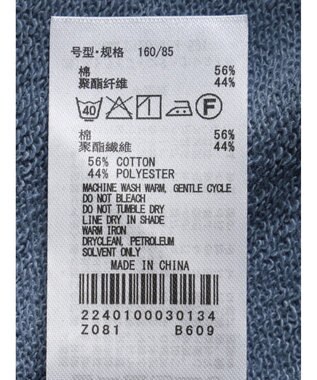 号型·规格 160/85
棉 56%
聚酯纤维 44%
40 F
棉 56%
聚酯纖維 44%
56% COTTON
44% POLYESTER
MACHINE WASH WARM, GENTLE CYCLE
DO NOT BLEACH
DO NOT TUMBLE DRY
LINE DRY IN SHADE
WARM IRON
DRYCLEAN, PETROLEUM
SOLVENT ONLY
MADE IN CHINA
2240100030134
Z081 B609